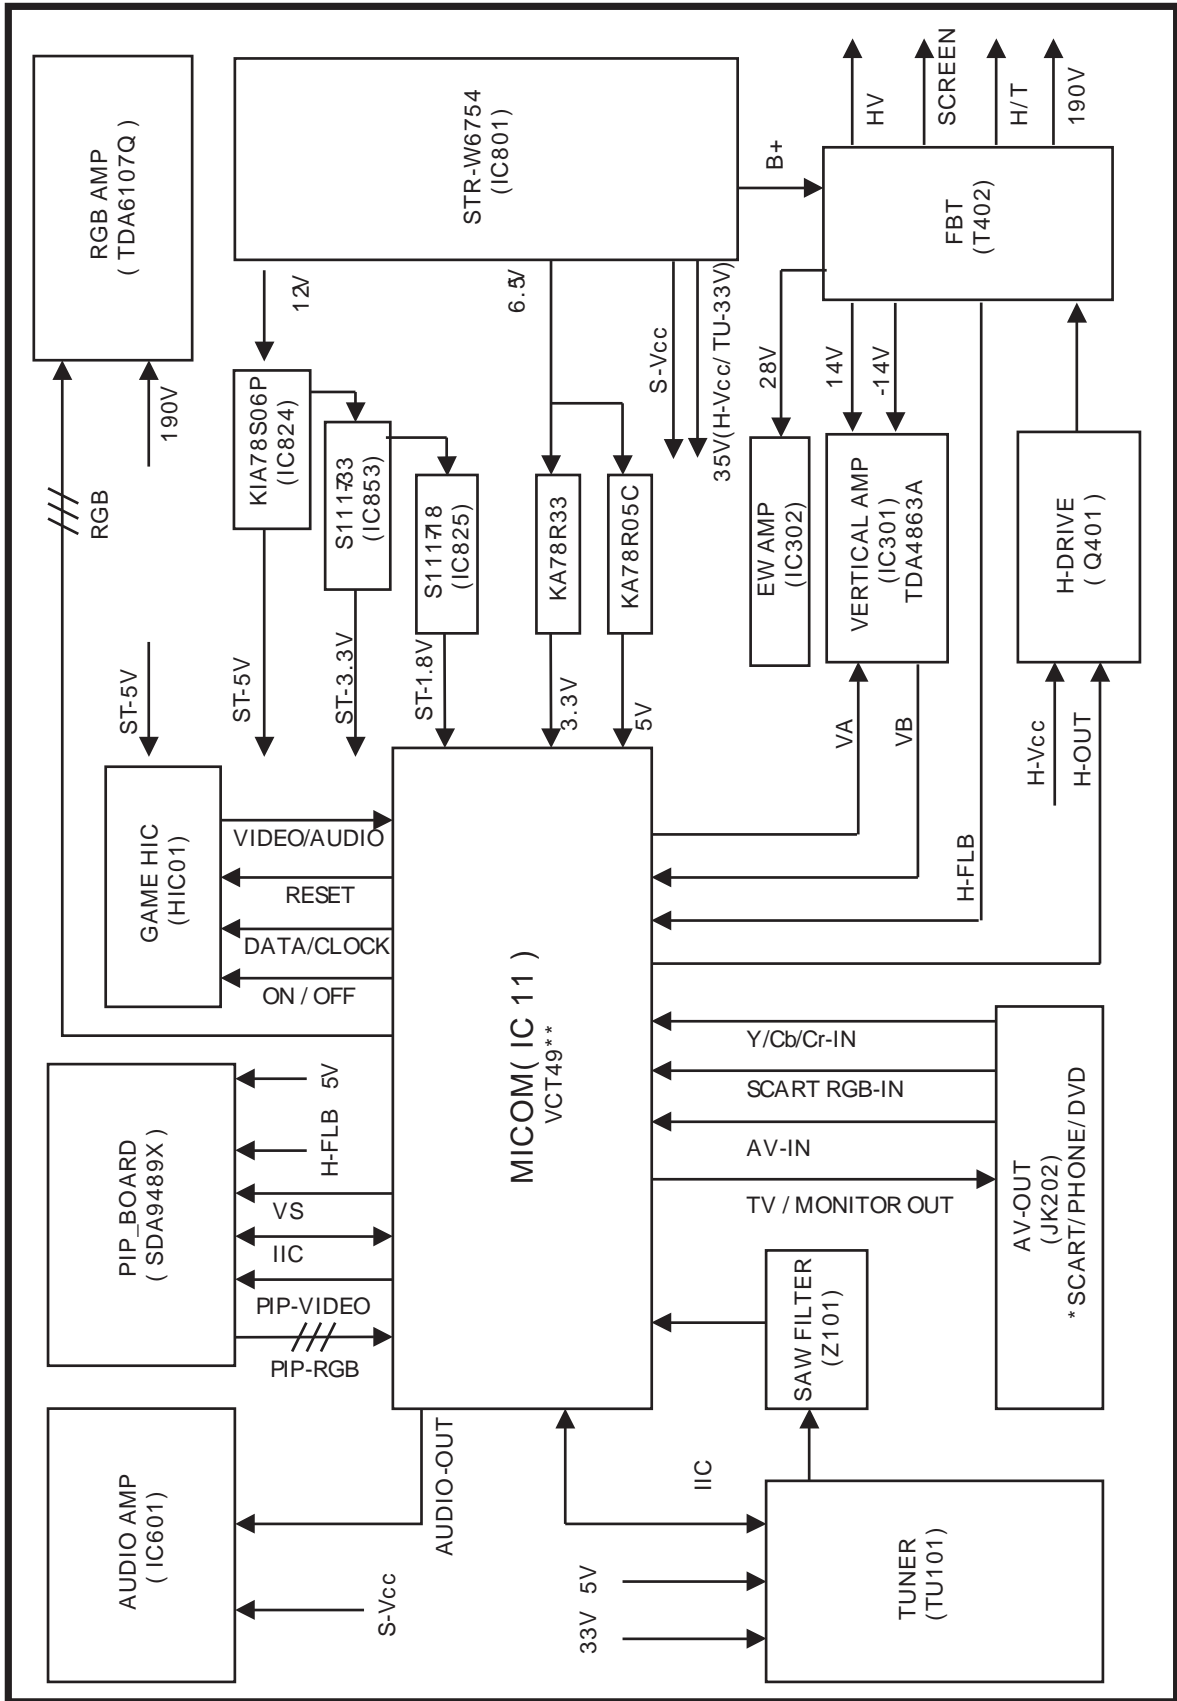 RGB AMP
( TDA6107Q )
190V
RGB
STR-W6754
(IC801)
12V
6.5V
S-Vcc
35V(H-Vcc/ TU-33V)
B+
HV
SCREEN
H/T
190V
FBT
(T402)
28V
14V
-14V
KIA78S06P
(IC824)
S111733
(IC853)
S111718
(IC825)
KA78R33
KA78R05C
EW AMP
(IC302)
VERTICAL AMP
(IC301)
TDA4863A
H-DRIVE
( Q401)
ST-5V
ST-5V
ST-3.3V
ST-1.8V
3.3V
5V
VA
VB
H-FLB
H-Vcc
H-OUT
GAME HIC
(HIC01)
VIDEO/AUDIO
RESET
DATA/CLOCK
ON / OFF
MICOM( IC 11 )
VCT49**
Y/Cb/Cr-IN
SCART RGB-IN
AV-IN
TV / MONITOR OUT
AV-OUT
(JK202)
*SCART/PHONE/DVD
PIP_BOARD
( SDA9489X )
5V
H-FLB
VS
IIC
PIP-VIDEO
PIP-RGB
SAW FILTER
(Z101)
AUDIO AMP
( IC601)
AUDIO-OUT
S-Vcc
IIC
5V
33V
TUNER
(TU101)